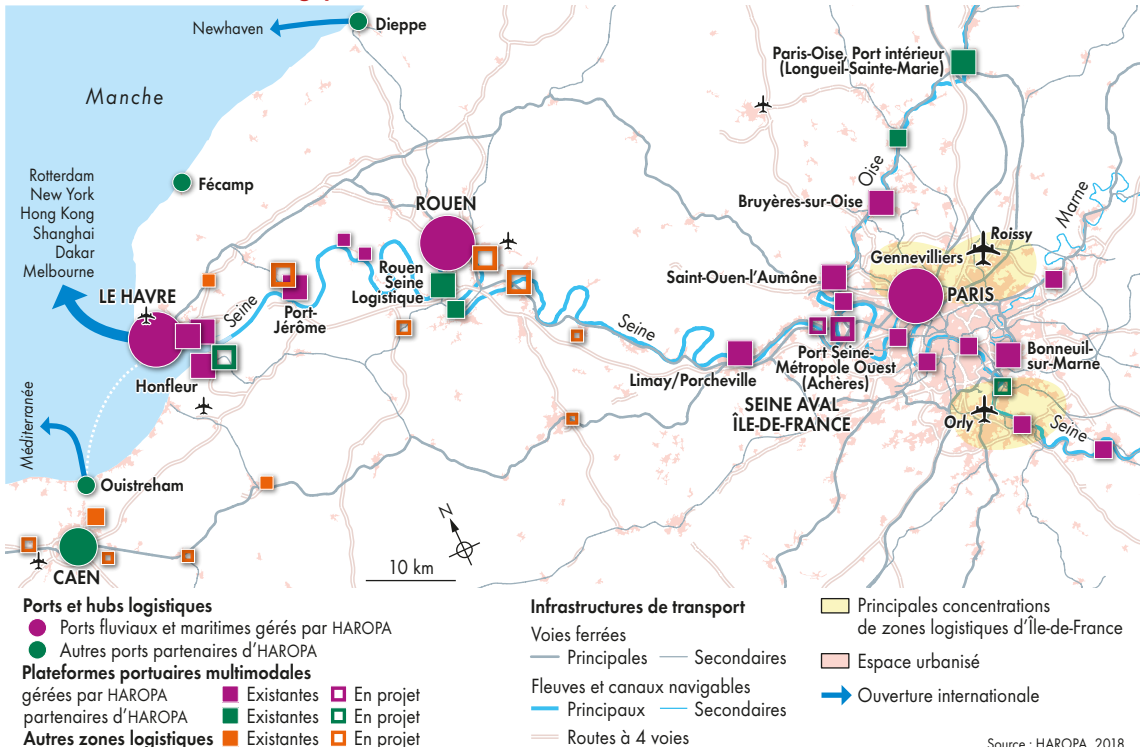 Newhaven
Dieppe
Manche
Paris-Oise, Port intérieur
(Longueil-Sainte-Marie)
Fécamp
Oise
Marne
Rotterdam
New York
Hong Kong
Shanghai
Dakar
Melbourne
ROUEN
Bruyères-sur-Oise
Roissy
Gennevilliers
Rouen
Seine
Logistique
Saint-Ouen-l'Aumône
LE HAVRE
Seine
Port-
Jérôme
PARIS
Seine
Honfleur
Limay/Porcheville
Port Seine-
Métropole Ouest
(Achères)
Bonneuil-
sur-Marne
SEINE AVAL
ÎLE-DE-FRANCE
Orly
Seine
Méditerranée
Ouistreham
N
10 km
CAEN
Ports et hubs logistiques
Ports fluviaux et maritimes gérés par HAROPA
Autres ports partenaires d'HAROPA
Plateformes portuaires multimodales
gérées par HAROPA Existantes En projet
partenaires d'HAROPA Existantes En projet
Autres zones logistiques Existantes En projet
Infrastructures de transport
Voies ferrées
Principales Secondaires
Fleuves et canaux navigables
Principaux Secondaires
Routes à 4 voies
Principales concentrations
de zones logistiques d'Île-de-France
Espace urbanisé
Ouverture internationale
Source : HAROPA, 2018